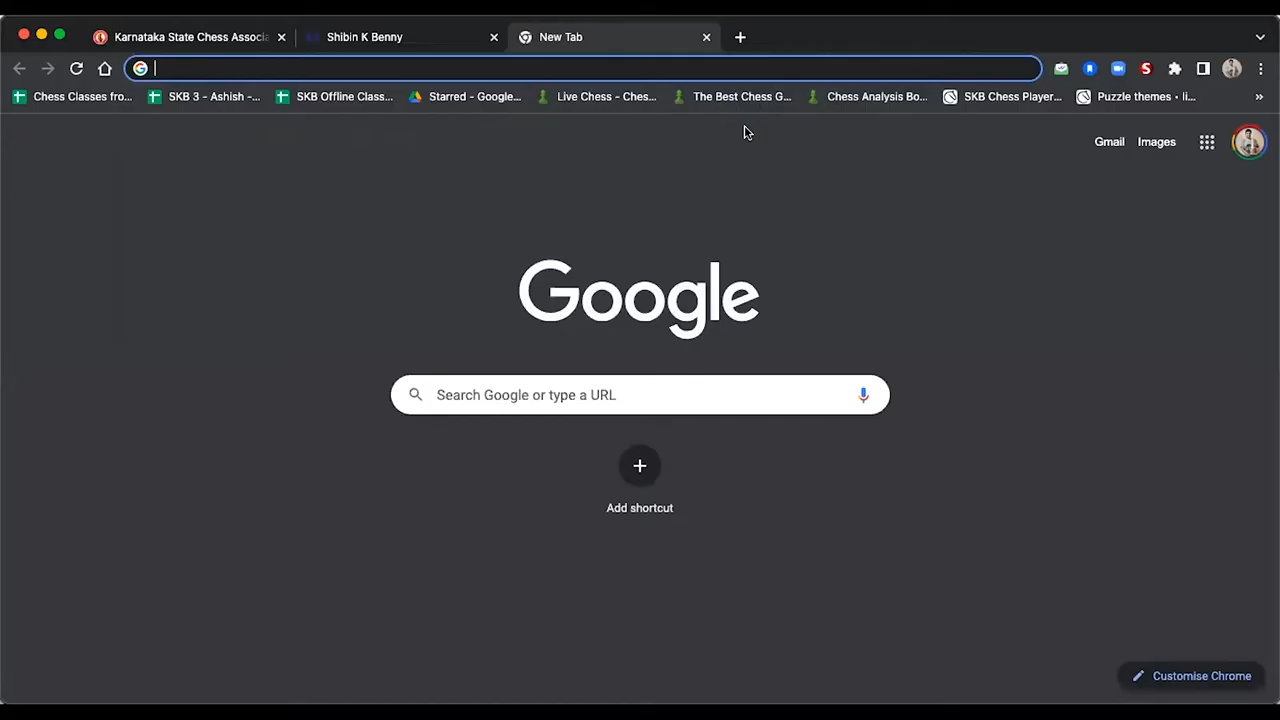 Karnataka State Chess Associa
Shibin K Benny
New Tab
Chess Classes fro...
SKB 3 - Ashish -...
SKB Offline Class...
Starred - Google...
Live Chess - Ches...
The Best Chess G...
Chess Analysis Bo...
SKB Chess Player...
Puzzle themes • li...
Gmail
Images
Google
Search Google or type a URL
Add shortcut
Customise Chrome